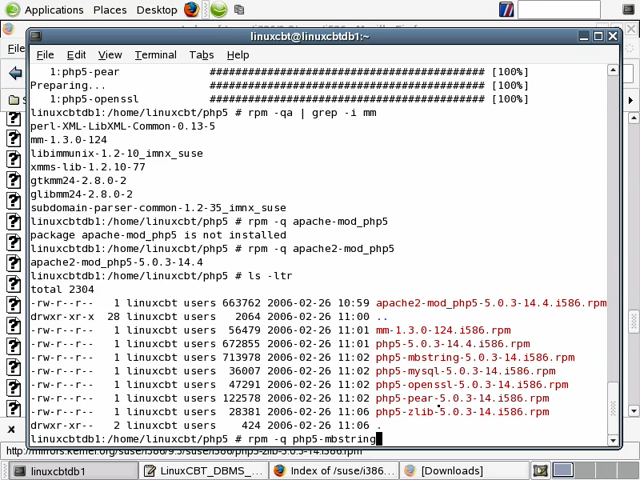 Applications Places Desktop
linuxcbt@linuxcbtdb1:~
File Edit View Terminal Tabs Help
1:php5-pear ########################################### [100%]
Preparing... ########################################### [100%]
1:php5-openssl ########################################### [100%]
linuxcbtdb1:/home/linuxcbt/php5 # rpm -qa | grep -i mm
perl-XML-LibXML-Common-0.13-5
mm-1.3.0-124
libimmunix-1.2-10_imnx_suse
xmms-lib-1.2.10-77
gtkmm24-2.8.0-2
glibmm24-2.8.0-2
subdomain-parser-common-1.2-35_imnx_suse
linuxcbtdb1:/home/linuxcbt/php5 # rpm -q apache-mod_php5
package apache-mod_php5 is not installed
linuxcbtdb1:/home/linuxcbt/php5 # rpm -q apache2-mod_php5
apache2-mod_php5-5.0.3-14.4
linuxcbtdb1:/home/linuxcbt/php5 # ls -ltr
total 2304
-rw-r--r-- 1 linuxcbt users 663762 2006-02-26 10:59 apache2-mod_php5-5.0.3-14.4.i586.rpm
drwxr-xr-x 28 linuxcbt users 2064 2006-02-26 11:00 ..
-rw-r--r-- 1 linuxcbt users 56479 2006-02-26 11:01 mm-1.3.0-124.i586.rpm
-rw-r--r-- 1 linuxcbt users 672855 2006-02-26 11:01 php5-5.0.3-14.4.i586.rpm
-rw-r--r-- 1 linuxcbt users 713978 2006-02-26 11:02 php5-mbstring-5.0.3-14.i586.rpm
-rw-r--r-- 1 linuxcbt users 36007 2006-02-26 11:02 php5-mysql-5.0.3-14.i586.rpm
-rw-r--r-- 1 linuxcbt users 47291 2006-02-26 11:02 php5-openssl-5.0.3-14.i586.rpm
-rw-r--r-- 1 linuxcbt users 122578 2006-02-26 11:02 php5-pear-5.0.3-14.i586.rpm
-rw-r--r-- 1 linuxcbt users 28381 2006-02-26 11:06 php5-zlib-5.0.3-14.i586.rpm
drwxr-xr-x 2 linuxcbt users 424 2006-02-26 11:06 .
linuxcbtdb1:/home/linuxcbt/php5 # rpm -q php5-mbstring
linuxcbtdb1 LinuxCBT_DBMS_... Index of /suse/i386... [Downloads]